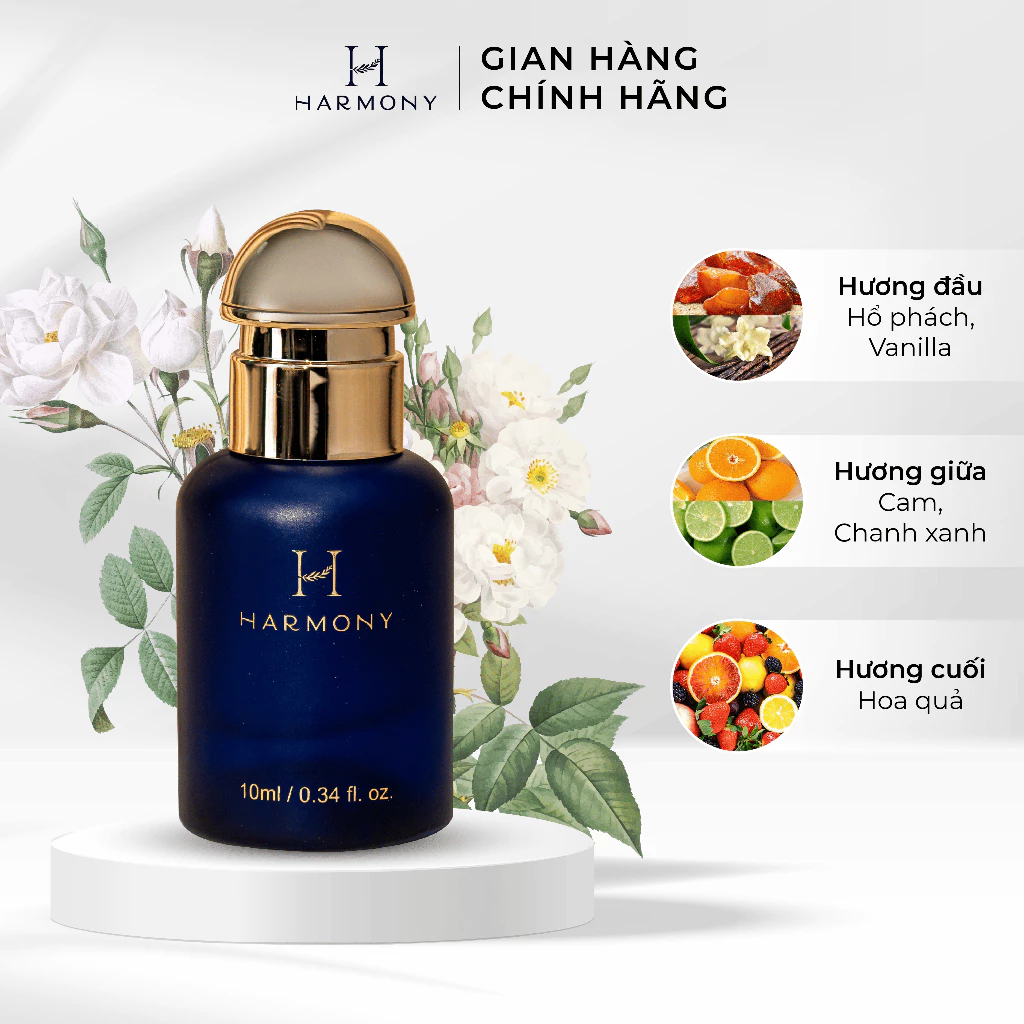 H
HARMONY
GIAN HÀNG
CHÍNH HÃNG
Hương đầu
Hổ phách,
Vanilla
Hương giữa
Cam,
Chanh xanh
Hương cuối
Hoa quả
H
HARMONY
10ml / 0.34 fl. oz.